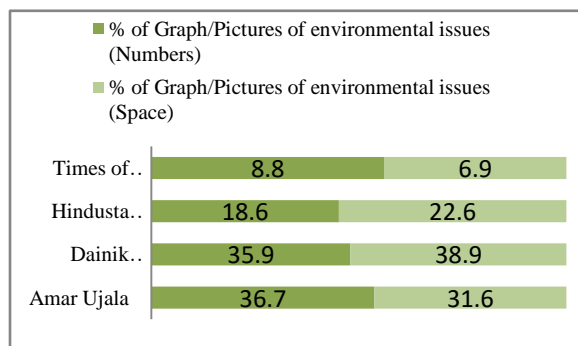 % of Graph/Pictures of environmental issues
(Numbers)
% of Graph/Pictures of environmental issues
(Space)
Times of..
8.8 6.9
Hindusta..
18.6 22.6
Dainik..
35.9 38.9
Amar Ujala
36.7 31.6